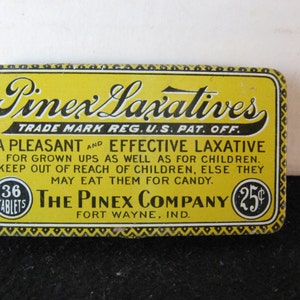 Pinex Laxatives
TRADE MARK REG. U.S. PAT. OFF.
A PLEASANT AND EFFECTIVE LAXATIVE
FOR GROWN UPS AS WELL AS FOR CHILDREN.
KEEP OUT OF REACH OF CHILDREN, ELSE THEY
MAY EAT THEM FOR CANDY.
36
TABLETS
THE PINEX COMPANY
FORT WAYNE, IND.
25¢